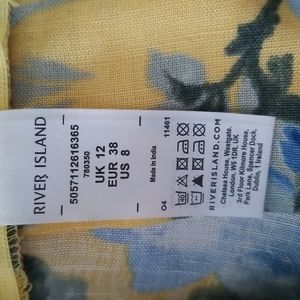 RIVER ISLAND
5057112616365
780350
UK 12
EUR 38
US 8
Made in India
11461
O4
RIVERISLAND.COM
Chelsea House, Westgate,
London, W5 1DR, UK
3rd Floor Kilmore House,
Park Lane, Spencer Dock,
Dublin, 1 Ireland